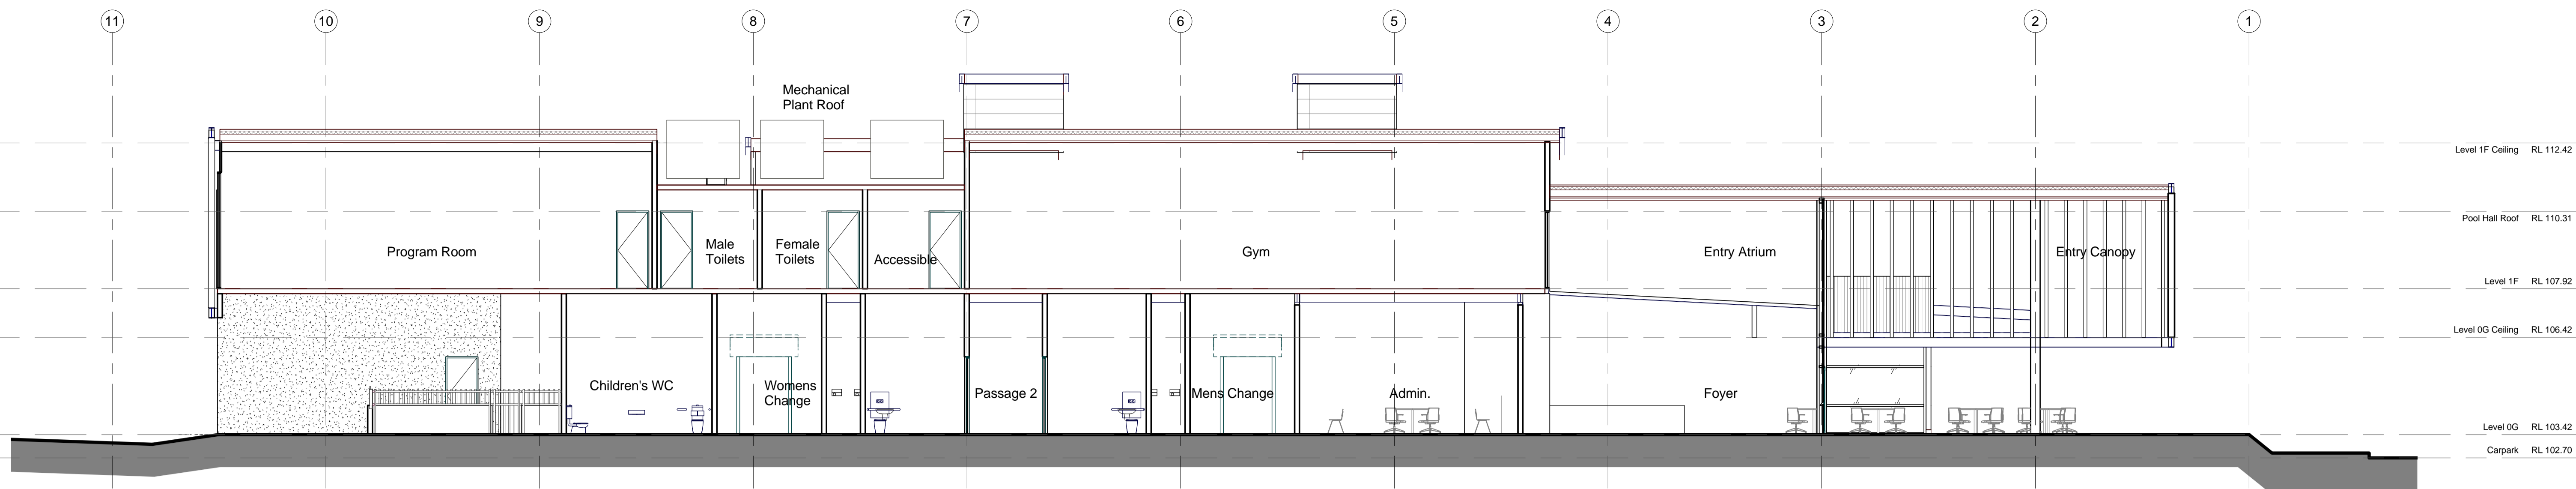 11 10 9 8 7 6 5 4 3 2 1
Mechanical
Plant Roof
Level 1F Ceiling RL 112.42
Pool Hall Roof RL 110.31
Program Room
Male
Toilets
Female
Toilets
Accessible
Gym
Entry Atrium
Entry Canopy
Level 1F RL 107.92
Level 0G Ceiling RL 106.42
Children's WC
Womens
Change
Passage 2
Mens Change
Admin.
Foyer
Level 0G RL 103.42
Carpark RL 102.70